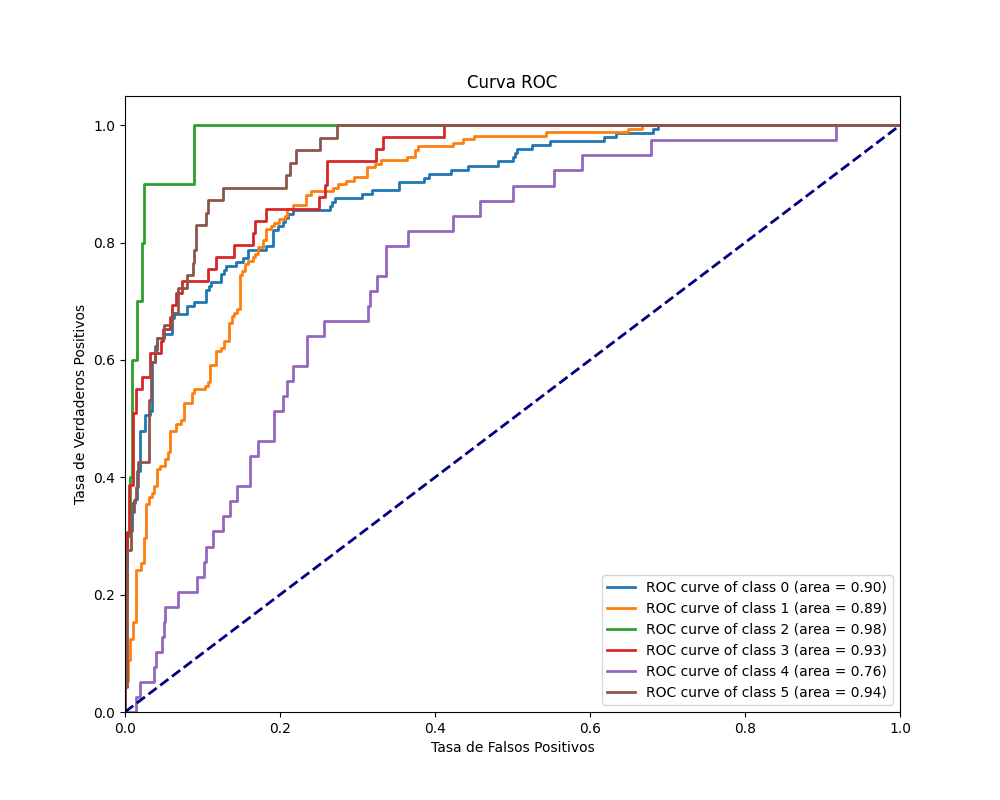 Curva ROC
Tasa de Verdaderos Positivos
1.0
0.8
0.6
0.4
0.2
0.0
ROC curve of class 0 (area = 0.90)
ROC curve of class 1 (area = 0.89)
ROC curve of class 2 (area = 0.98)
ROC curve of class 3 (area = 0.93)
ROC curve of class 4 (area = 0.76)
ROC curve of class 5 (area = 0.94)
0.0 0.2 0.4 0.6 0.8 1.0
Tasa de Falsos Positivos